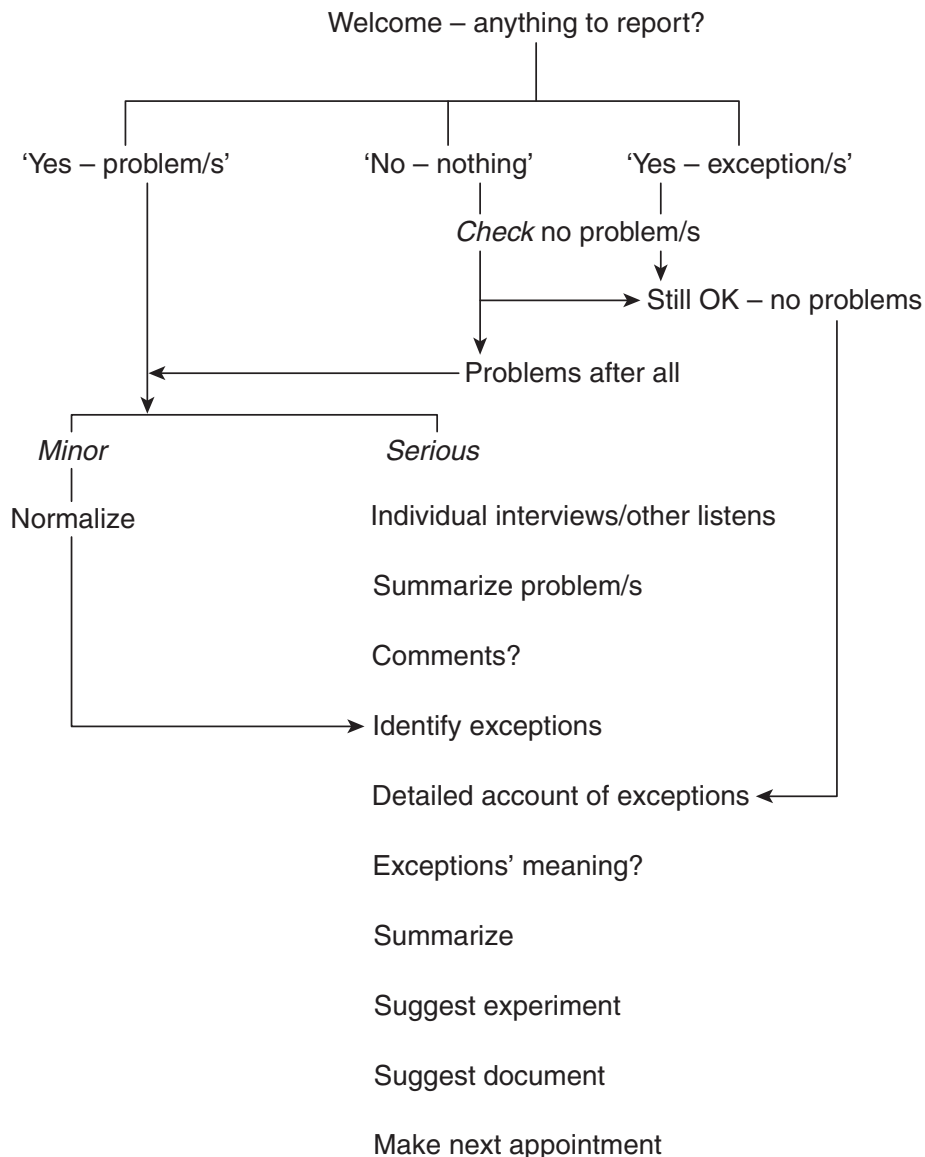 Welcome – anything to report?
‘Yes – problem/s’
‘No – nothing’
‘Yes – exception/s’
Check no problem/s
Still OK – no problems
Problems after all
Minor
Serious
Normalize
Individual interviews/other listens
Summarize problem/s
Comments?
Identify exceptions
Detailed account of exceptions
Exceptions’ meaning?
Summarize
Suggest experiment
Suggest document
Make next appointment